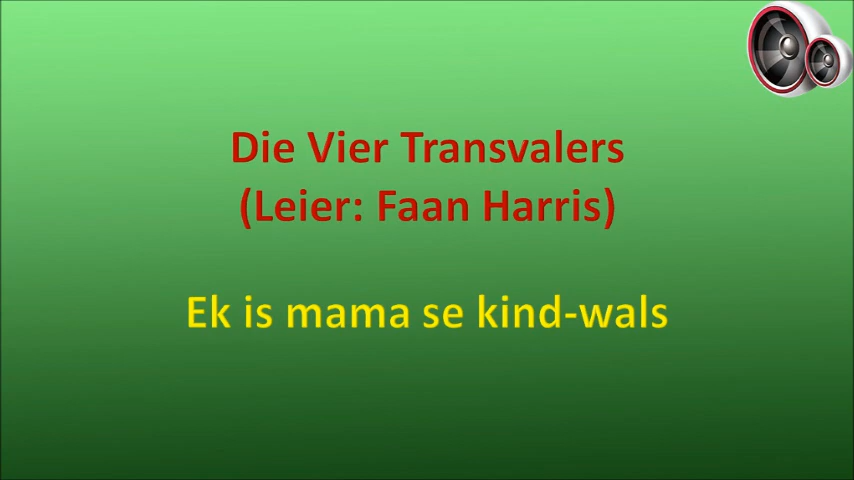 Die Vier Transvalers
(Leier: Faan Harris)
Ek is mama se kind-wals